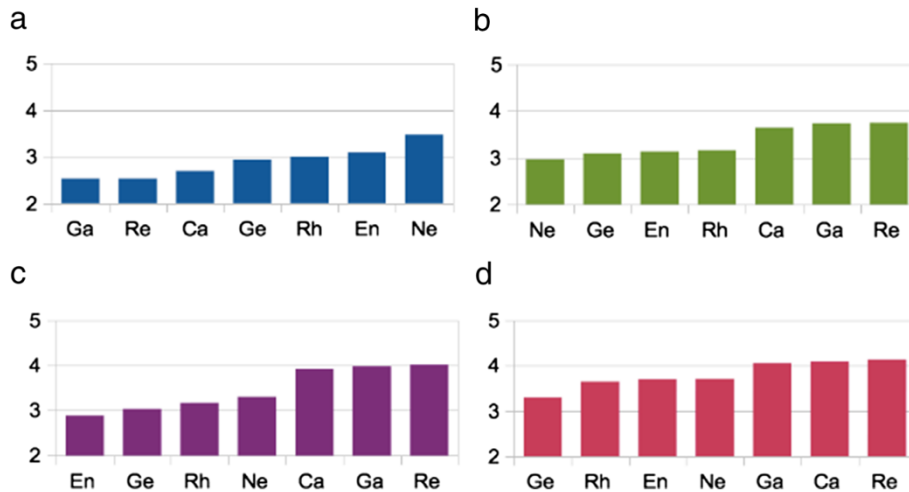 a
5
4
3
2
Ga Re Ca Ge Rh En Ne
b
5
4
3
2
Ne Ge En Rh Ca Ga Re
c
5
4
3
2
En Ge Rh Ne Ca Ga Re
d
5
4
3
2
Ge Rh En Ne Ga Ca Re